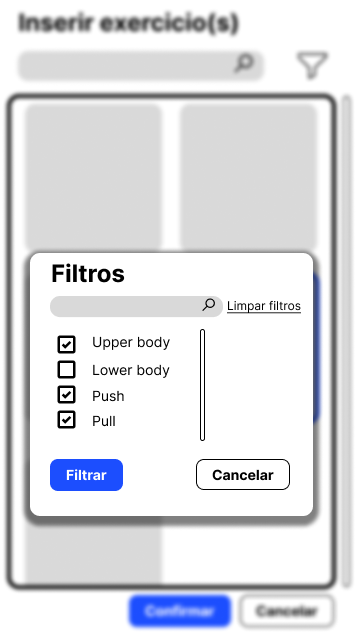 Inserir exercicio(s)
Filtros
Limpar filtros
Upper body
Lower body
Push
Pull
Filtrar
Cancelar
Confirmar
Cancelar